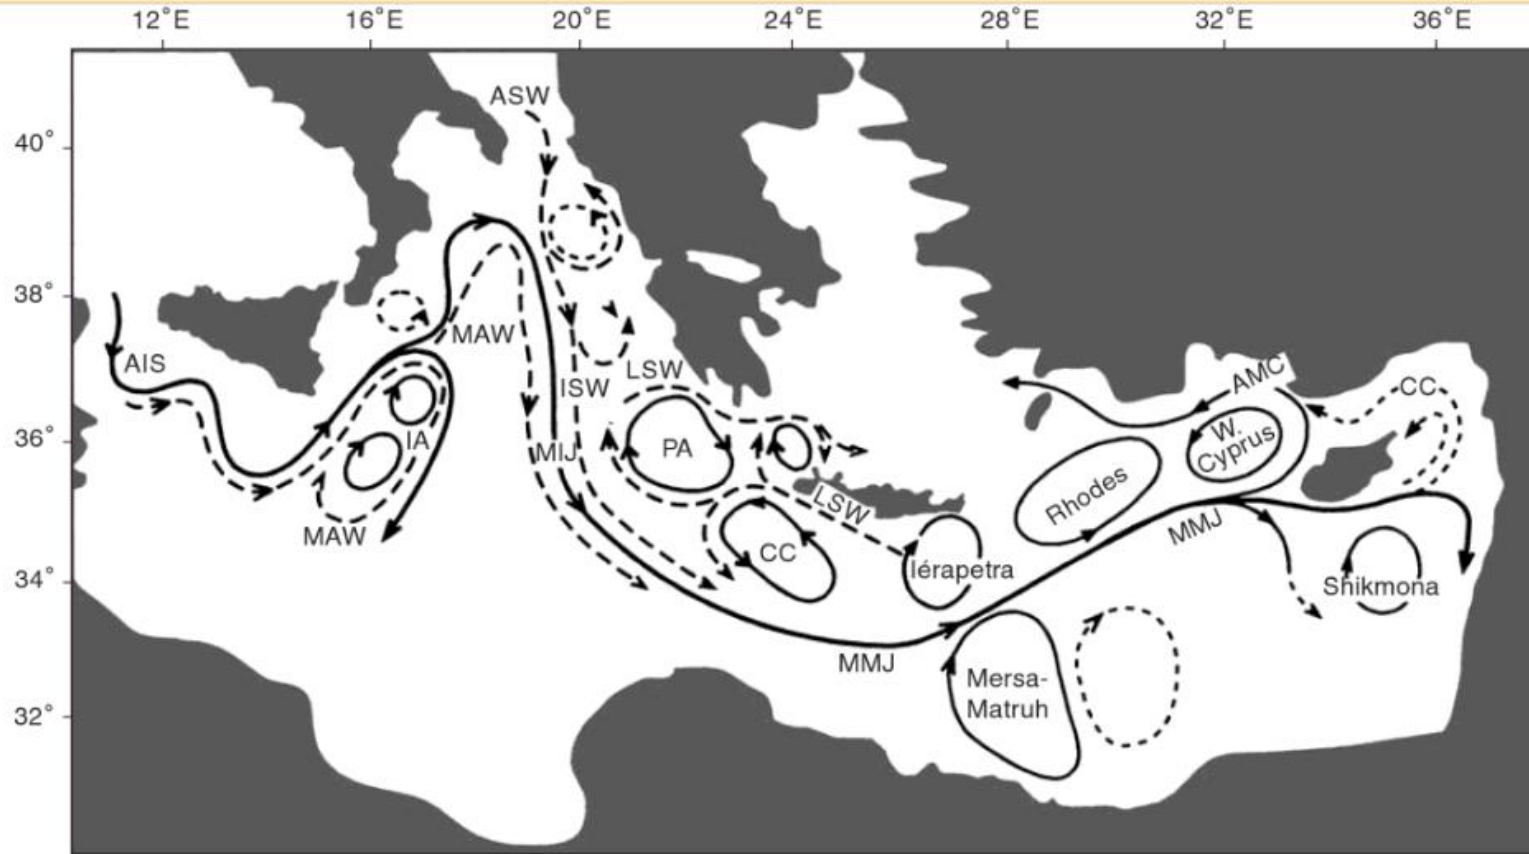 12°E 16°E 20°E 24°E 28°E 32°E 36°E
ASW
40°
38°
MAW
AIS
LSW
AMC
CC
ISW
36°
IA
MIJ
PA
W.
Cyprus
Rhodes
LSW
MAW
MMJ
CC
34°
Iérapetra
Shikmona
MMJ
Mersa-
Matruh
32°